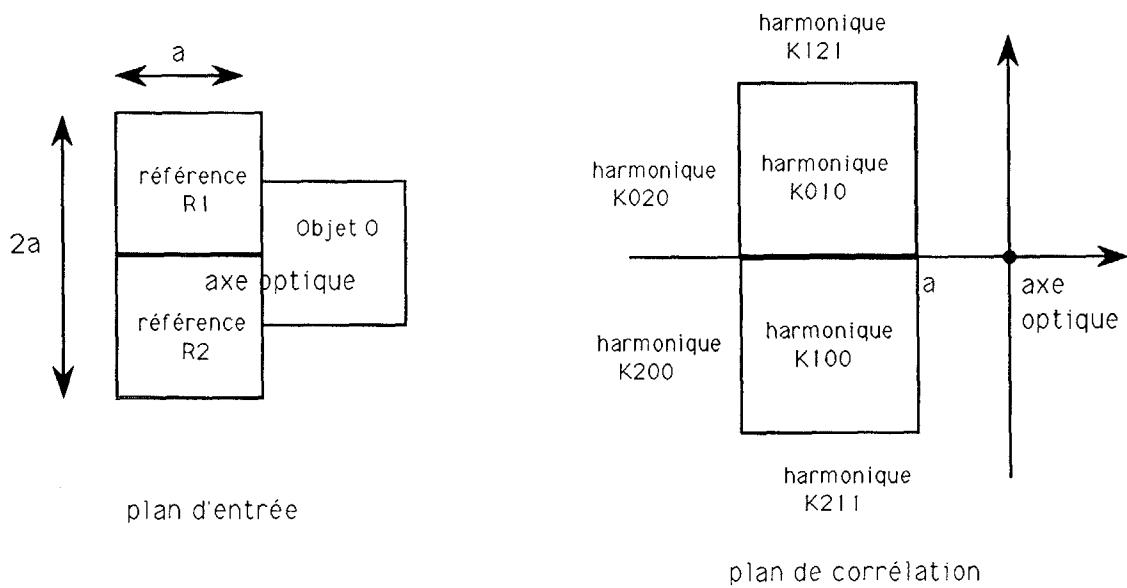 a
2a
référence
R1
référence
R2
Objet O
axe optique
plan d'entrée
harmonique
K121
harmonique
K020
harmonique
K010
harmonique
K200
harmonique
K100
harmonique
K211
a
axe
optique
plan de corrélation